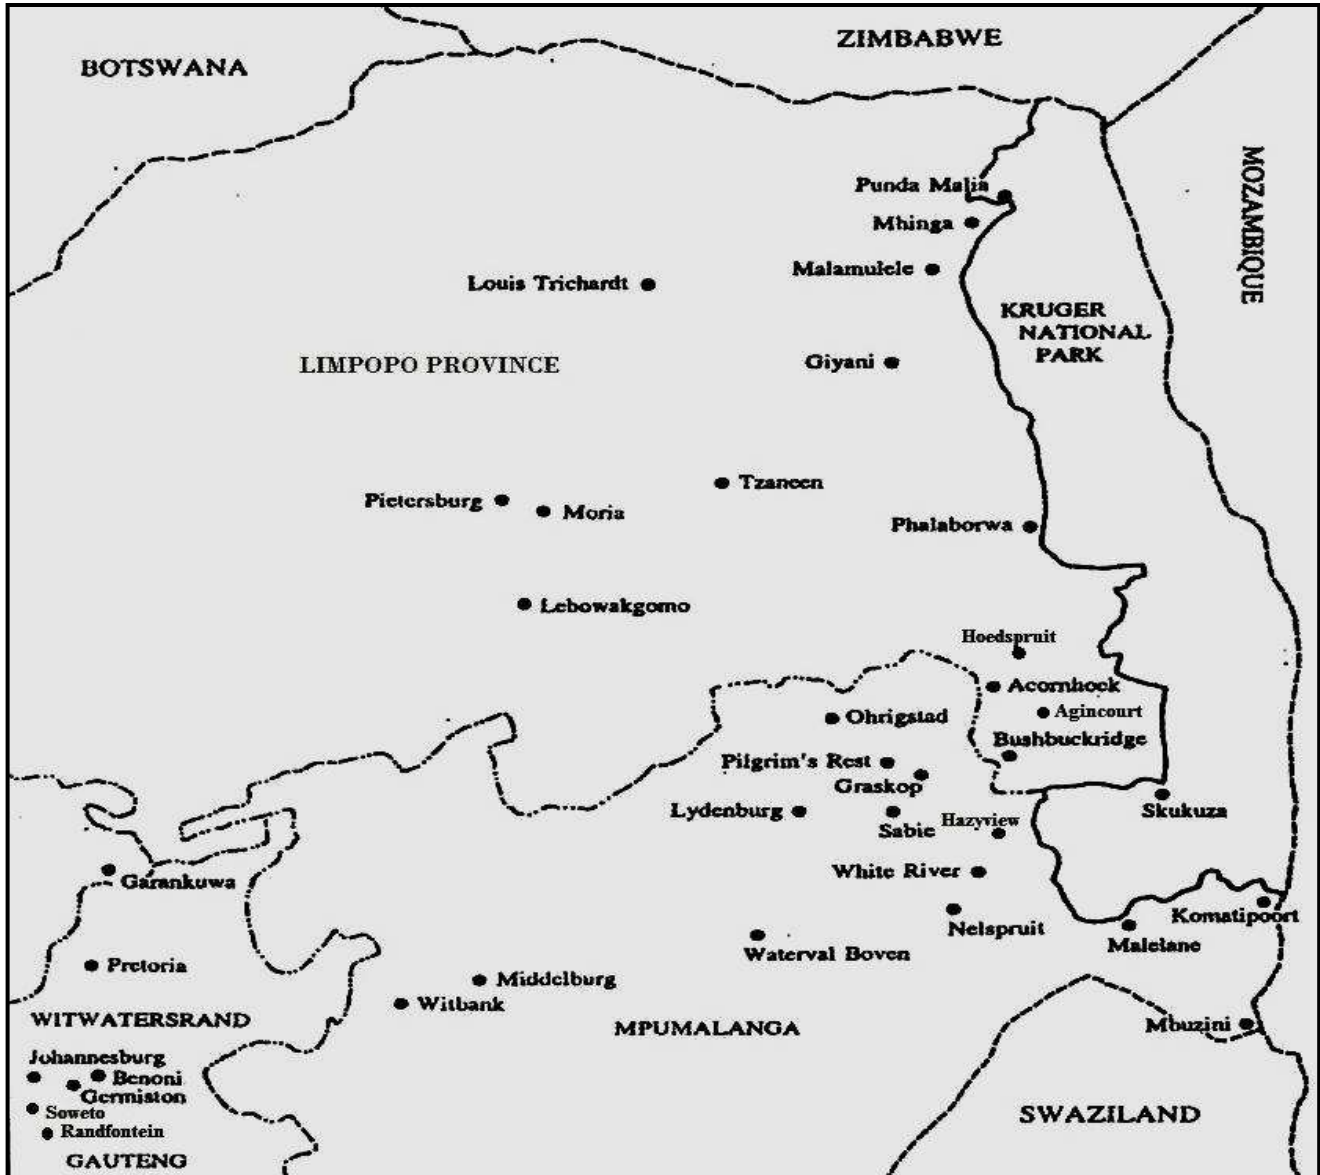 ZIMBABWE
BOTSWANA
MOZAMBIQUE
Punda Malia
Mhinga
Malamulele
Louis Trichardt
KRUGER
NATIONAL
PARK
LIMPOPO PROVINCE
Giyani
Tzaneen
Pietersburg
Moria
Phalaborwa
Lebowakgomo
Hoedspruit
Acornhoek
Agincourt
Ohrigstad
Bushbuckridge
Pilgrim's Rest
Graskop
Lydenburg
Sabie
Hazyview
Skukuza
White River
Garankuwa
Komatipoort
Nelspruit
Malelane
Waterval Boven
Pretoria
Middelburg
Witbank
WITWATERSRAND
MPUMALANGA
Mbuzini
Johannesburg
Benoni
Germiston
Soweto
Randfontein
SWAZILAND
GAUTENG